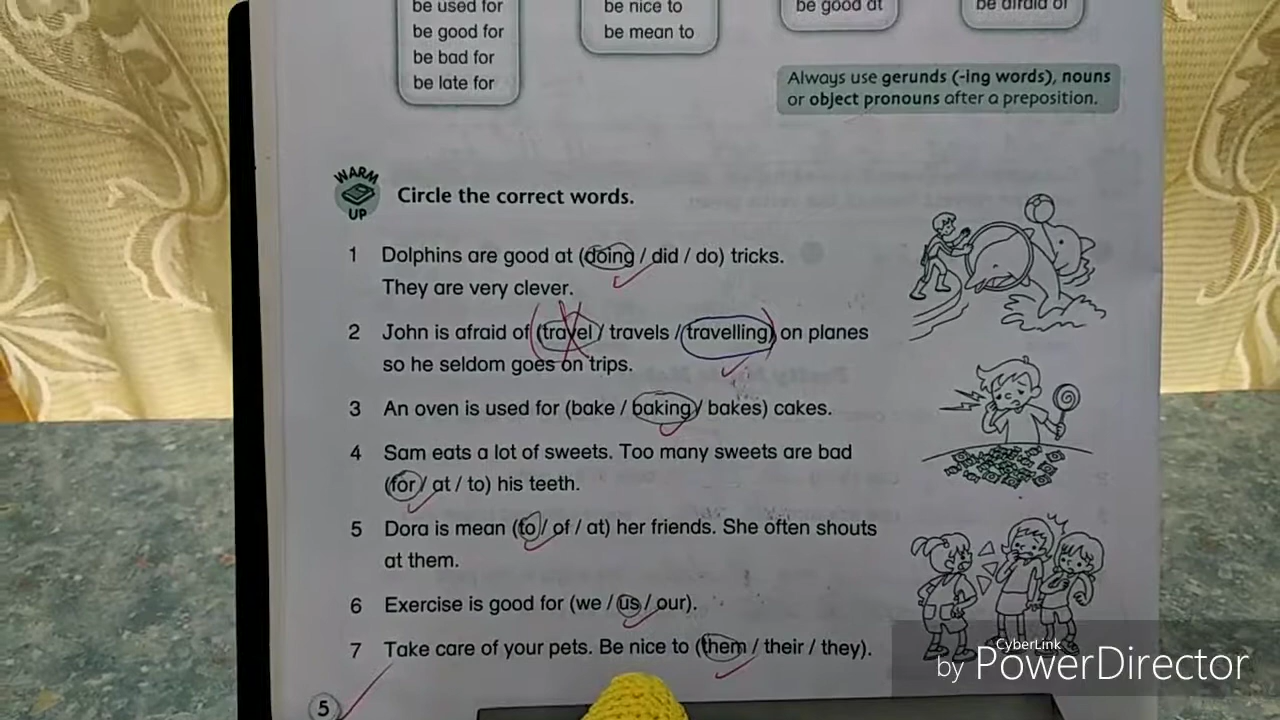 be used for
be good for
be bad for
be late for
be nice to
be mean to
be good at
be afraid of
Always use gerunds (-ing words), nouns
or object pronouns after a preposition.
WARM
UP
Circle the correct words.
1 Dolphins are good at (doing / did / do) tricks.
They are very clever.
2 John is afraid of (travel / travels / travelling) on planes
so he seldom goes on trips.
3 An oven is used for (bake / baking / bakes) cakes.
4 Sam eats a lot of sweets. Too many sweets are bad
(for / at / to) his teeth.
5 Dora is mean (to / of / at) her friends. She often shouts
at them.
6 Exercise is good for (we / us / our).
7 Take care of your pets. Be nice to (them / their / they).
5
CyberLink
by PowerDirector